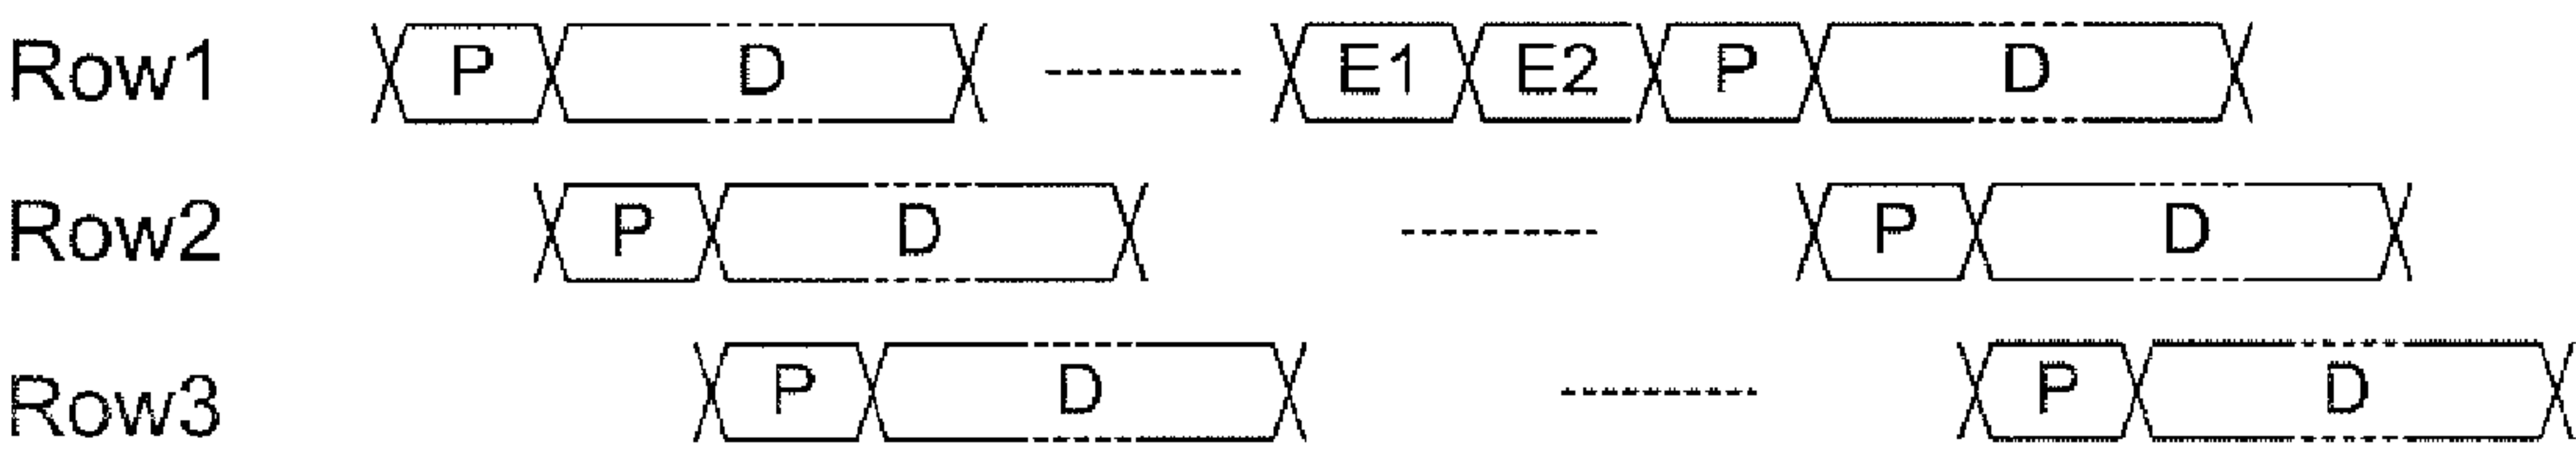 Row1 P D E1 E2 P D
Row2 P D P D
Row3 P D P D